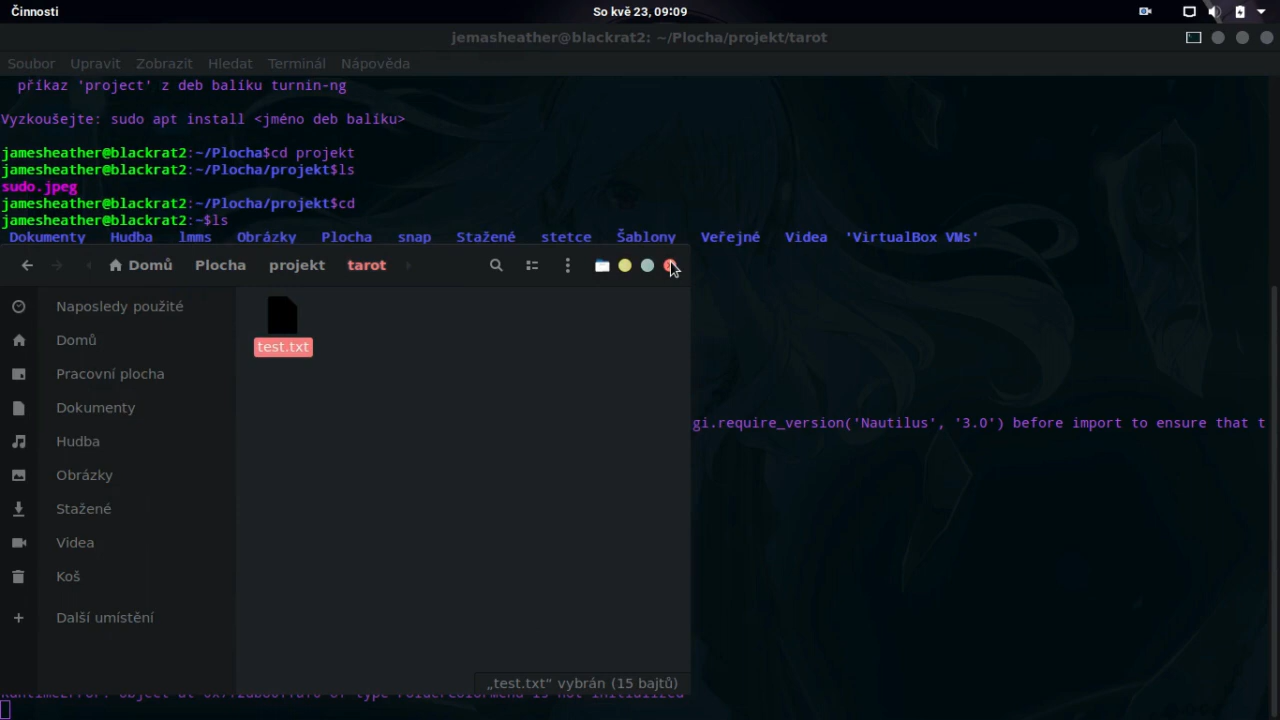 Činnosti
So kvě 23, 09:09
jemasheather@blackrat2: ~/Plocha/projekt/tarot
Soubor Upravit Zobrazit Hledat Terminál Nápověda
příkaz 'project' z deb balíku turnin-ng
Vyzkoušejte: sudo apt install <jméno deb balíku>
jamesheather@blackrat2:~/Plocha$cd projekt
jamesheather@blackrat2:~/Plocha/projekt$ls
sudo.jpeg
jamesheather@blackrat2:~/Plocha/projekt$cd
jamesheather@blackrat2:~$ls
Dokumenty Hudba lmms Obrázky Plocha snap Stažené stetce Šablony Veřejné Videa 'VirtualBox VMs'
Domů Plocha projekt tarot
Naposledy použité
Domů
Pracovní plocha
Dokumenty
Hudba
Obrázky
Stažené
Videa
Koš
Další umístění
test.txt
gi.require_version('Nautilus', '3.0') before import to ensure that t
„test.txt“ vybrán (15 bajtů)